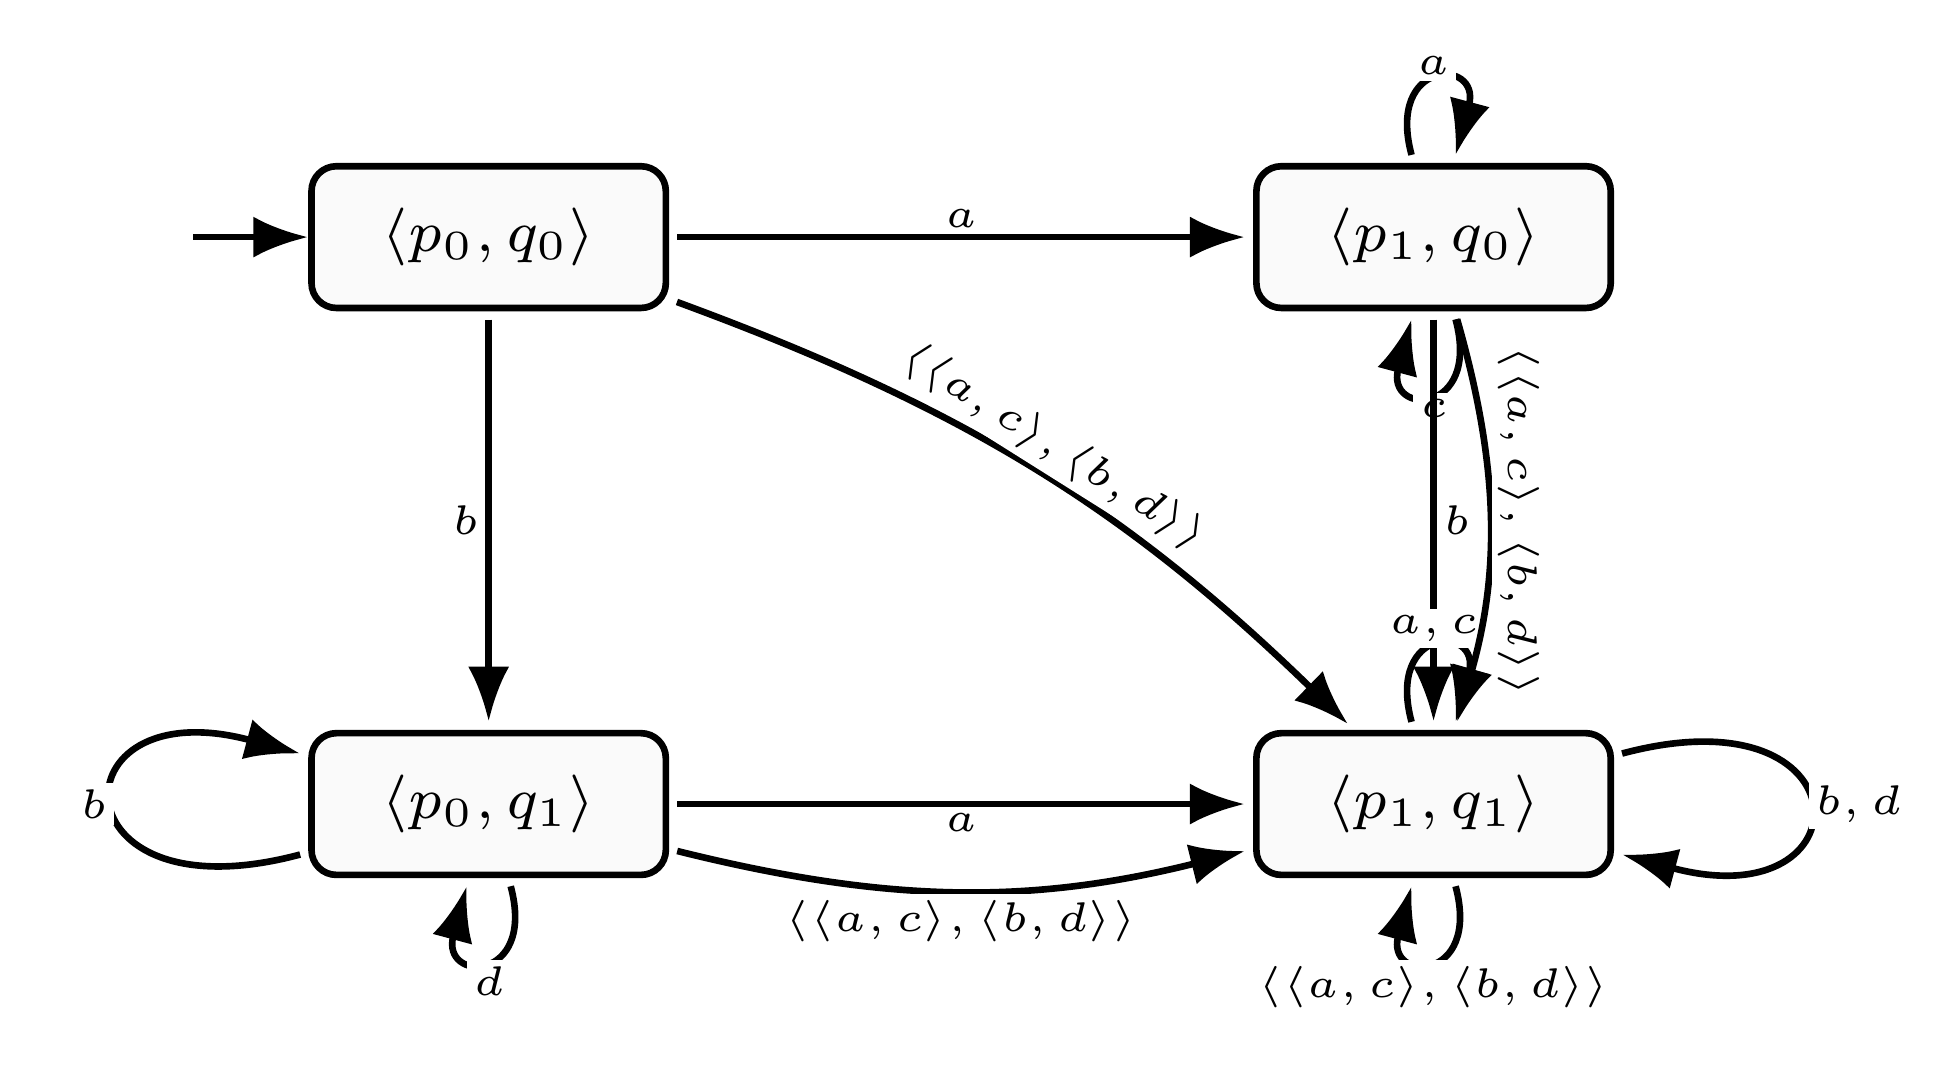 a
⟨p₀, q₀⟩
a
⟨p₁, q₀⟩
⟨⟨a, c⟩, ⟨b, d⟩⟩
c
⟨⟨a, c⟩, ⟨b, d⟩⟩
b
b
a, c
b
⟨p₀, q₁⟩
a
⟨p₁, q₁⟩
b, d
⟨⟨a, c⟩, ⟨b, d⟩⟩
d
⟨⟨a, c⟩, ⟨b, d⟩⟩